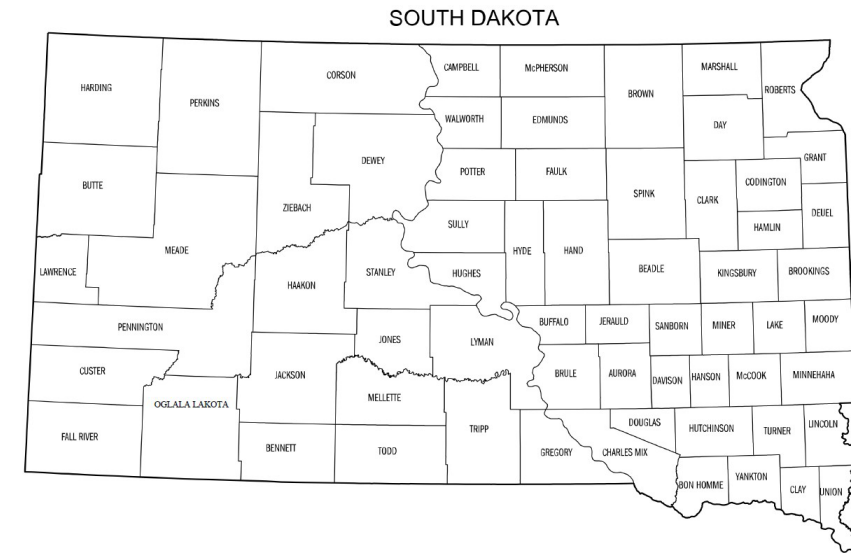 SOUTH DAKOTA
HARDING
PERKINS
CORSON
CAMPBELL
McPHERSON
BROWN
MARSHALL
ROBERTS
WALWORTH
EDMUNDS
DAY
DEWEY
GRANT
BUTTE
ZIEBACH
POTTER
FAULK
SPINK
CLARK
CODINGTON
DEUEL
HAMLIN
MEADE
SULLY
HYDE
HAND
LAWRENCE
HAAKON
STANLEY
HUGHES
BEADLE
KINGSBURY
BROOKINGS
PENNINGTON
JONES
LYMAN
BUFFALO
JERAULD
SANBORN
MINER
LAKE
MOODY
CUSTER
JACKSON
BRULE
AURORA
DAVISON
HANSON
McCOOK
MINNEHAHA
OGLALA LAKOTA
MELLETTE
FALL RIVER
BENNETT
TODD
TRIPP
GREGORY
CHARLES MIX
DOUGLAS
HUTCHINSON
TURNER
LINCOLN
BON HOMME
YANKTON
CLAY
UNION